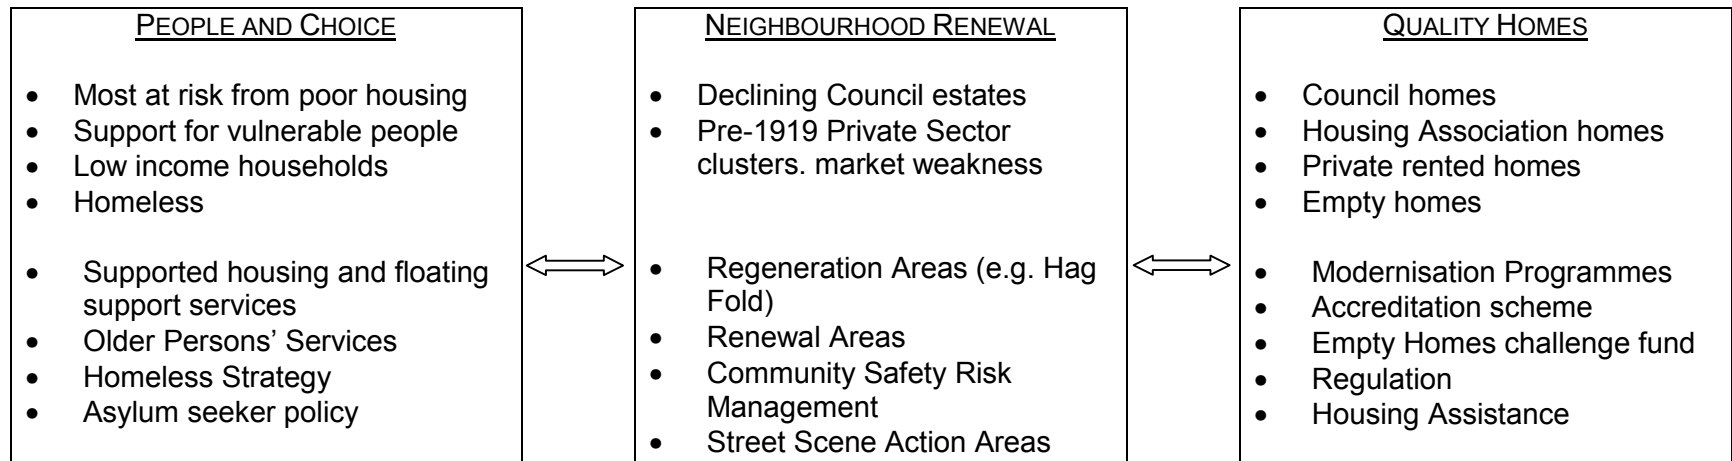 PEOPLE AND CHOICE
• Most at risk from poor housing
• Support for vulnerable people
• Low income households
• Homeless
• Supported housing and floating
support services
• Older Persons’ Services
• Homeless Strategy
• Asylum seeker policy
NEIGHBOURHOOD RENEWAL
• Declining Council estates
• Pre-1919 Private Sector
clusters. market weakness
• Regeneration Areas (e.g. Hag
Fold)
• Renewal Areas
• Community Safety Risk
Management
• Street Scene Action Areas
QUALITY HOMES
• Council homes
• Housing Association homes
• Private rented homes
• Empty homes
• Modernisation Programmes
• Accreditation scheme
• Empty Homes challenge fund
• Regulation
• Housing Assistance